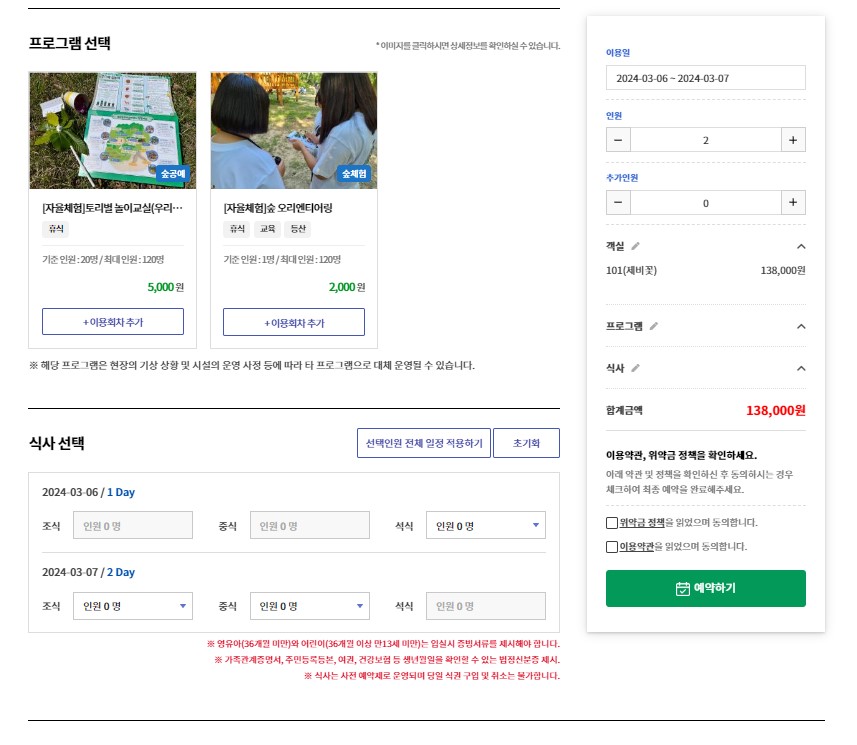 프로그램 선택
* 이미지를 클릭하시면 상세정보를 확인하실 수 있습니다.
숲공예
숲체험
[자율체험]토리별 놀이교실(우리…
[자율체험]숲 오리엔티어링
휴식
휴식 교육 등산
기준 인원 : 20명 / 최대 인원 : 120명
기준 인원 : 1명 / 최대 인원 : 120명
5,000 원
2,000 원
+ 이용회차 추가
+ 이용회차 추가
※ 해당 프로그램은 현장의 기상 상황 및 시설의 운영 사정 등에 따라 타 프로그램으로 대체 운영될 수 있습니다.
식사 선택
선택인원 전체 일정 적용하기
초기화
2024-03-06 / 1 Day
조식 인원 0 명 중식 인원 0 명 석식 인원 0 명
2024-03-07 / 2 Day
조식 인원 0 명 중식 인원 0 명 석식 인원 0 명
※ 영유아(36개월 미만)와 어린이(36개월 이상 만13세 미만)는 입실시 증빙서류를 제시해야 합니다.
※ 가족관계증명서, 주민등록등본, 여권, 건강보험 등 생년월일을 확인할 수 있는 법정신분증 제시.
※ 식사는 사전 예약제로 운영되며 당일 식권 구입 및 취소는 불가합니다.
이용일
2024-03-06 ~ 2024-03-07
인원
− 2 +
추가인원
− 0 +
객실
101(제비꽃) 138,000원
프로그램
식사
합계금액 138,000원
이용약관, 위약금 정책을 확인하세요.
아래 약관 및 정책을 확인하신 후 동의하시는 경우
체크하여 최종 예약을 완료해주세요.
위약금 정책을 읽었으며 동의합니다.
이용약관을 읽었으며 동의합니다.
예약하기